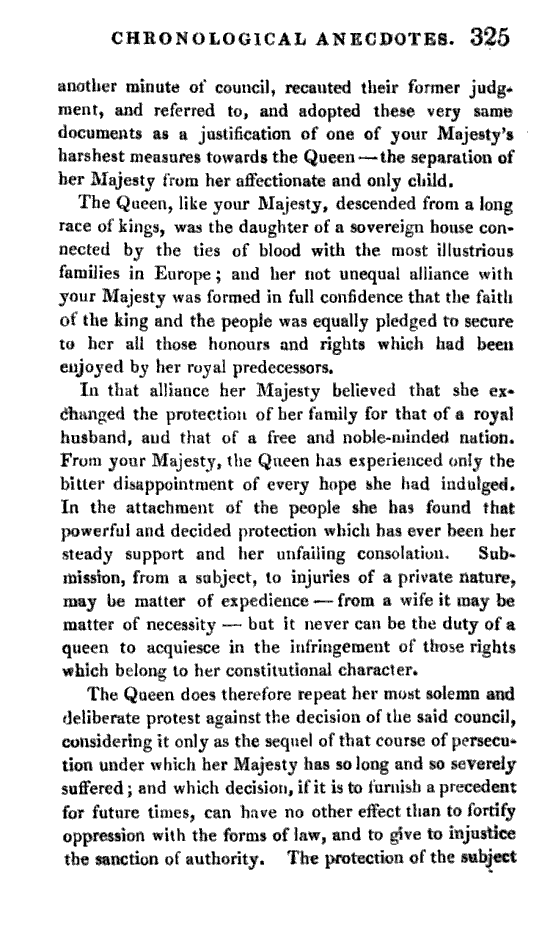 CHRONOLOGICAL ANECDOTES. 325
another minute of council, recanted their former judg-
ment, and referred to, and adopted these very same
documents as a justification of one of your Majesty's
harshest measures towards the Queen—the separation of
her Majesty from her affectionate and only child.
The Queen, like your Majesty, descended from a long
race of kings, was the daughter of a sovereign house con-
nected by the ties of blood with the most illustrious
families in Europe; and her not unequal alliance with
your Majesty was formed in full confidence that the faith
of the king and the people was equally pledged to secure
to her all those honours and rights which had been
enjoyed by her royal predecessors.
In that alliance her Majesty believed that she ex-
changed the protection of her family for that of a royal
husband, and that of a free and noble-minded nation.
From your Majesty, the Queen has experienced only the
bitter disappointment of every hope she had indulged.
In the attachment of the people she has found that
powerful and decided protection which has ever been her
steady support and her unfailing consolation. Sub-
mission, from a subject, to injuries of a private nature,
may be matter of expedience — from a wife it may be
matter of necessity — but it never can be the duty of a
queen to acquiesce in the infringement of those rights
which belong to her constitutional character.
The Queen does therefore repeat her most solemn and
deliberate protest against the decision of the said council,
considering it only as the sequel of that course of persecu-
tion under which her Majesty has so long and so severely
suffered; and which decision, if it is to furnish a precedent
for future times, can have no other effect than to fortify
oppression with the forms of law, and to give to injustice
the sanction of authority. The protection of the subject